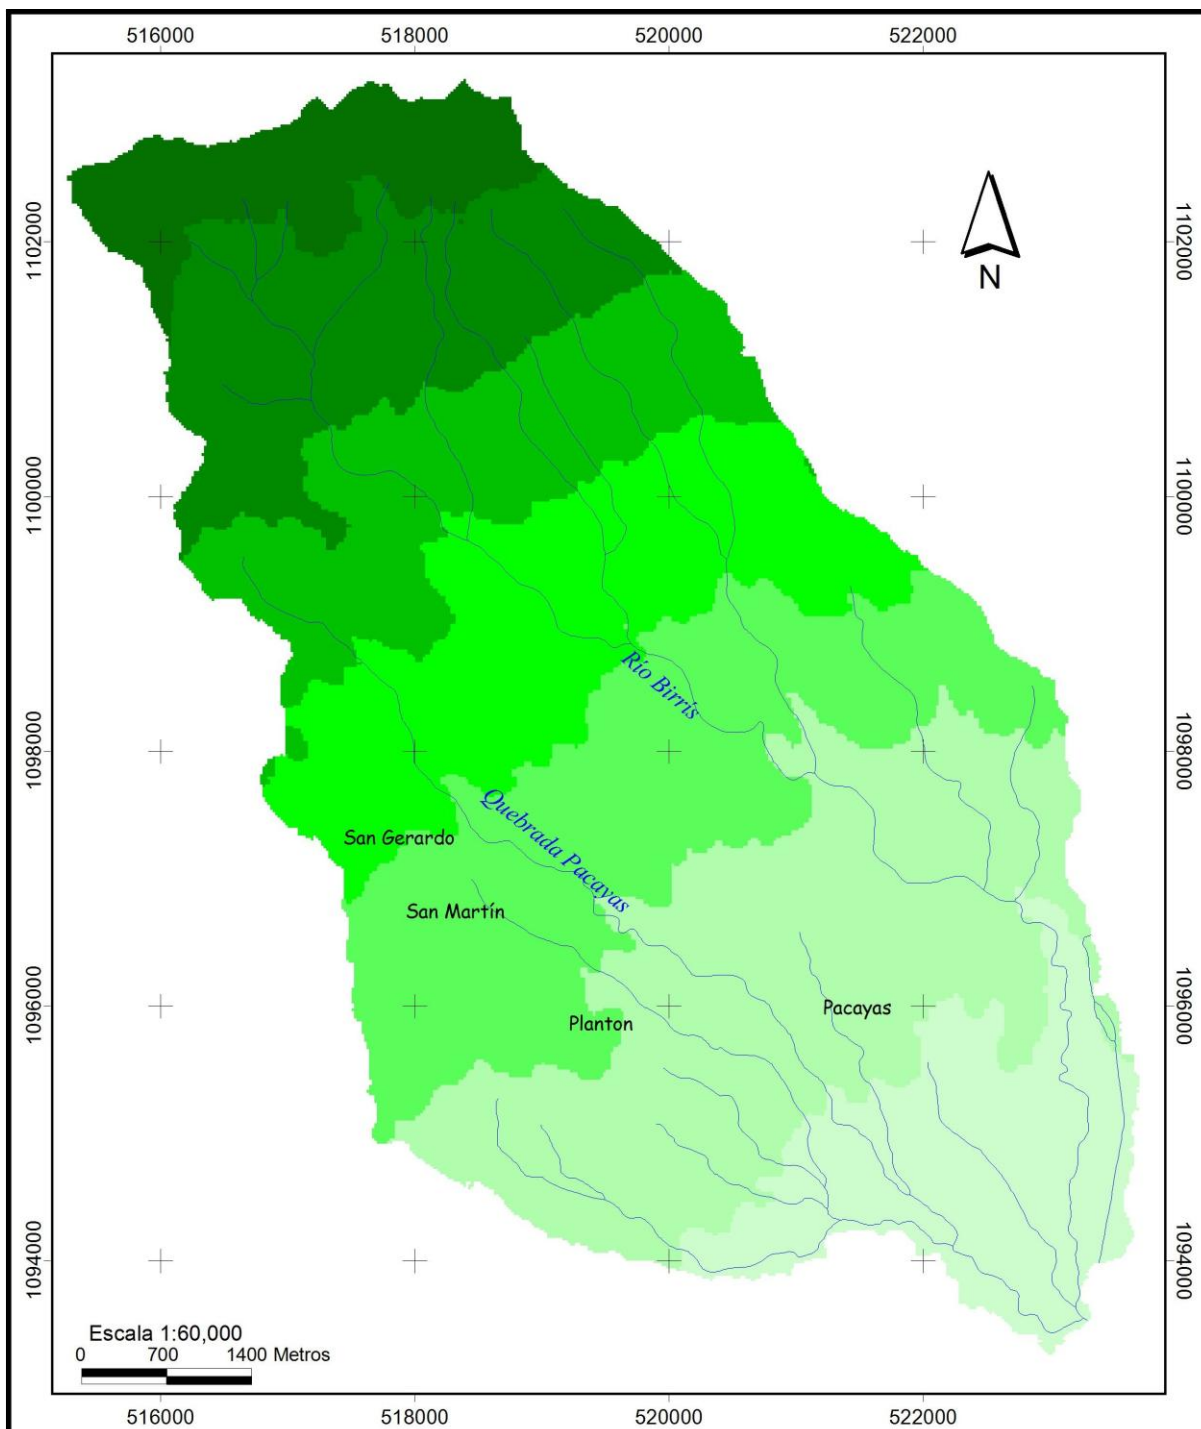 516000 518000 520000 522000
1102000 1102000
N
1100000 1100000
Río Birrís
1098000 1098000
Quebrada Pacayas
San Gerardo
San Martín
1096000 1096000
Pacayas
Planton
1094000 1094000
Escala 1:60,000
0 700 1400 Metros
516000 518000 520000 522000